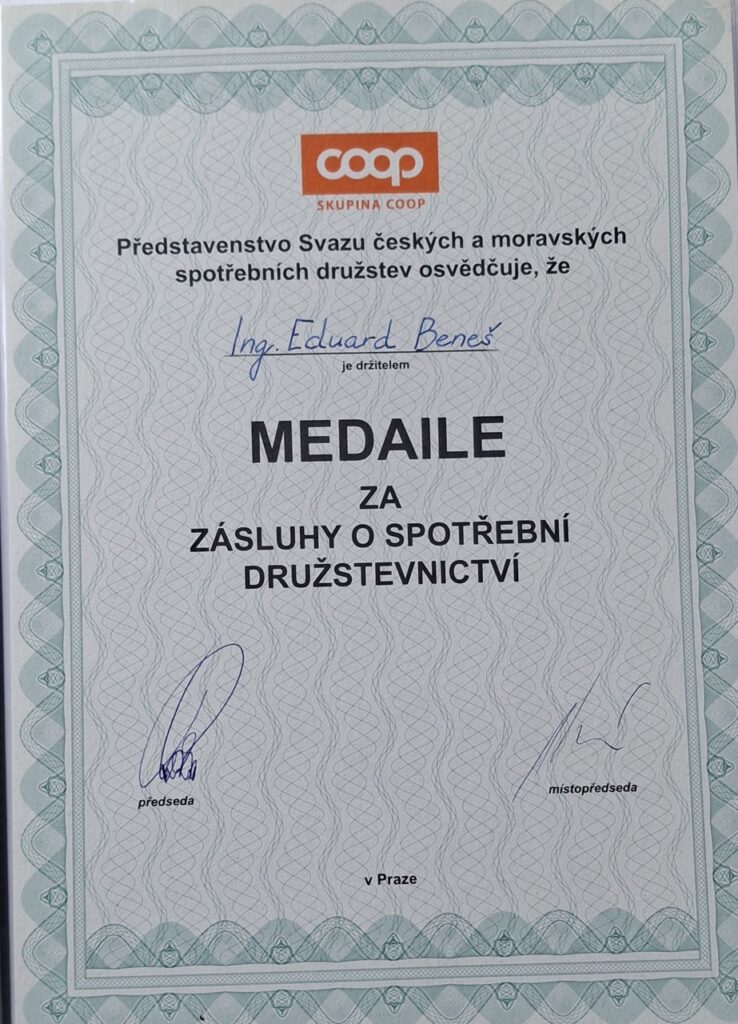 coop
SKUPINA COOP
Představenstvo Svazu českých a moravských
spotřebních družstev osvědčuje, že
Ing. Eduard Beneš
je držitelem
MEDAILE
ZA
ZÁSLUHY O SPOTŘEBNÍ
DRUŽSTEVNICTVÍ
předseda
místopředseda
v Praze